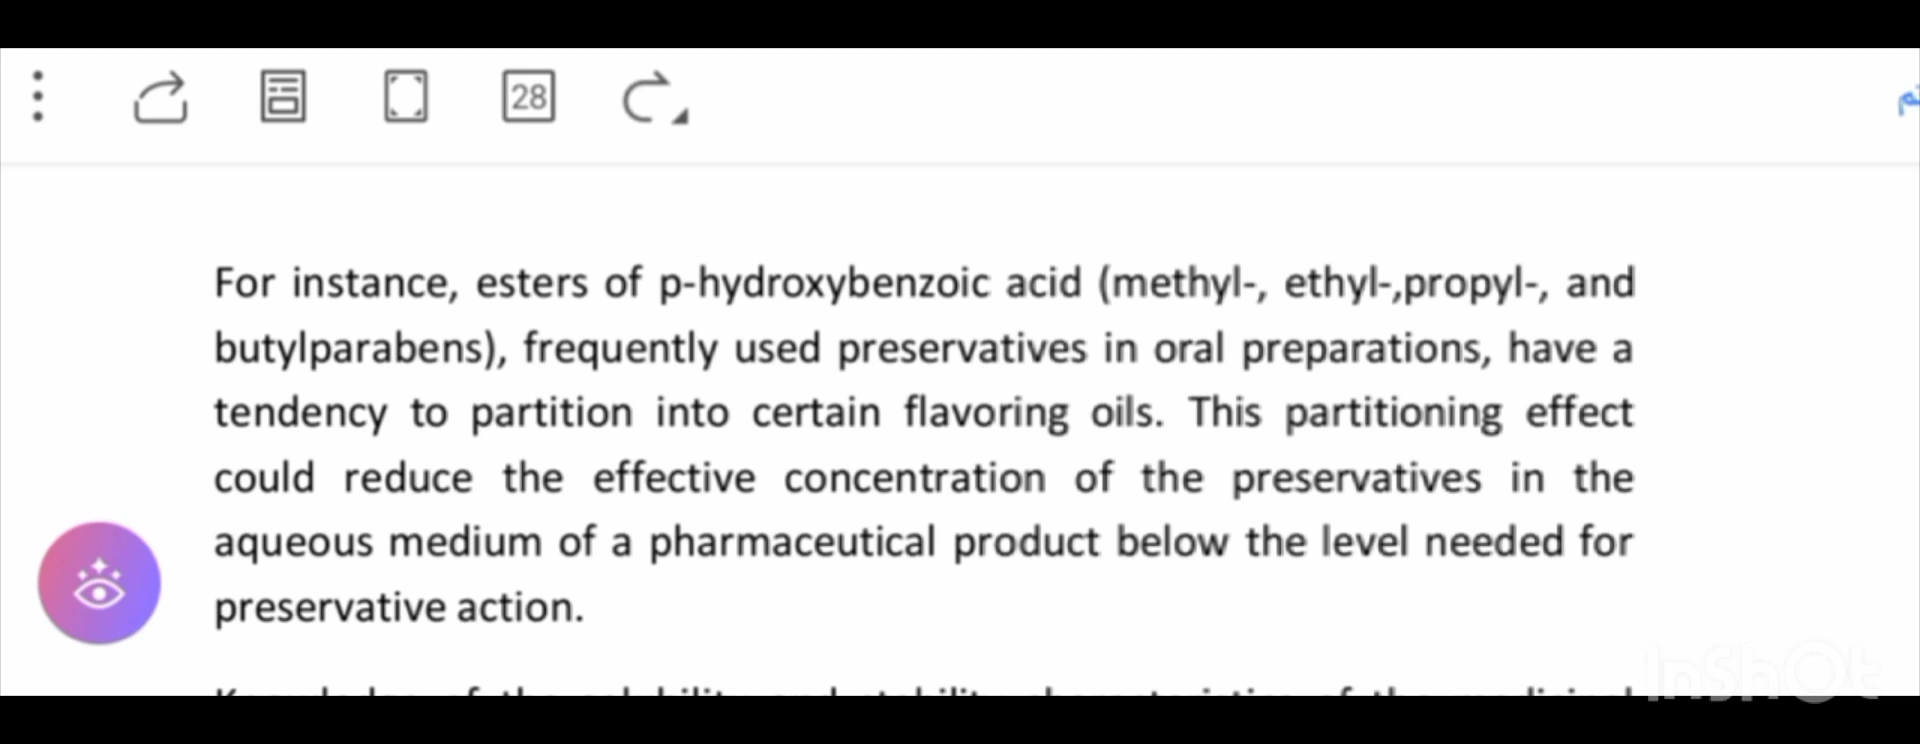 28
For instance, esters of p-hydroxybenzoic acid (methyl-, ethyl-,propyl-, and
butylparabens), frequently used preservatives in oral preparations, have a
tendency to partition into certain flavoring oils. This partitioning effect
could reduce the effective concentration of the preservatives in the
aqueous medium of a pharmaceutical product below the level needed for
preservative action.
InShOt